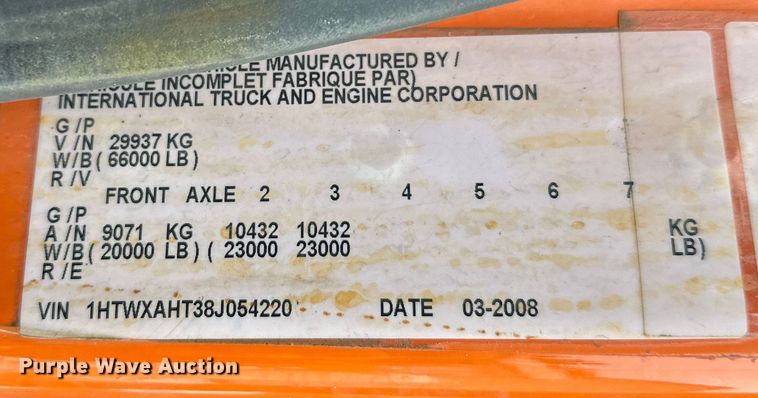 MANUFACTURED BY /
INCOMPLET FABRIQUE PAR)
INTERNATIONAL TRUCK AND ENGINE CORPORATION
G /P
V / N 29937 KG
W/B ( 66000 LB )
R / V
FRONT AXLE 2 3 4 5 6 7
G /P
A / N 9071 KG 10432 10432 KG
W/B ( 20000 LB ) ( 23000 23000 LB)
R / E
VIN 1HTWXAHT38J054220 DATE 03-2008
Purple Wave Auction